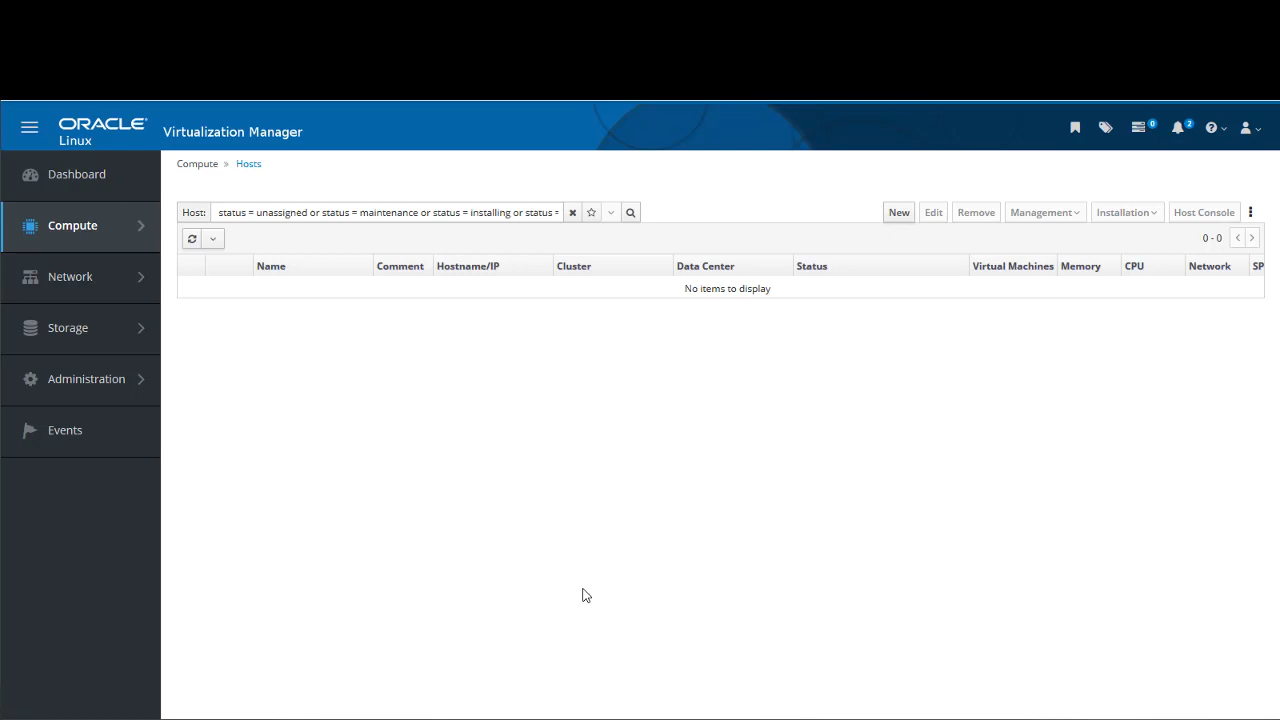 ORACLE
Linux
Virtualization Manager
0
2
Dashboard
Compute
Network
Storage
Administration
Events
Compute » Hosts
Host: status = unassigned or status = maintenance or status = installing or status =
New Edit Remove Management Installation Host Console
0 - 0
Name Comment Hostname/IP Cluster Data Center Status Virtual Machines Memory CPU Network SP
No items to display